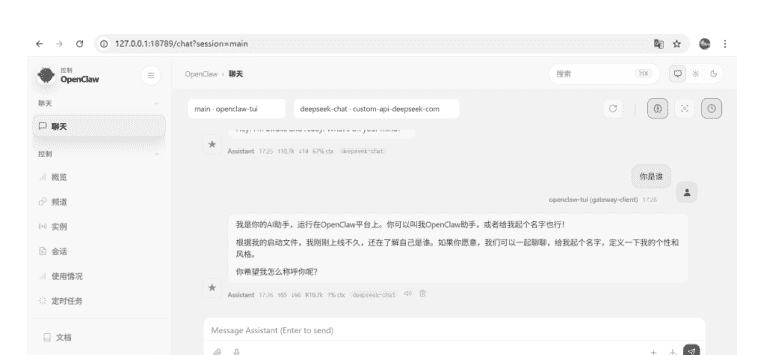 127.0.0.1:18789/chat?session=main
控制
OpenClaw
OpenClaw › 聊天
搜索
聊天
main · openclaw-tui
deepseek-chat · custom-api-deepseek-com
聊天
Assistant 17:25 67% ctx deepseek-chat
控制
你是谁
概览
openclaw-tui (gateway-client) 17:26
频道
实例
我是你的AI助手，运行在OpenClaw平台上。你可以叫我OpenClaw助手，或者给我起个名字也行！
会话
根据我的启动文件，我刚刚上线不久，还在了解自己是谁。如果你愿意，我们可以一起聊聊，给我起个名字，定义一下我的个性和
风格。
使用情况
你希望我怎么称呼你呢？
定时任务
Assistant 17:26 deepseek-chat
文档
Message Assistant (Enter to send)